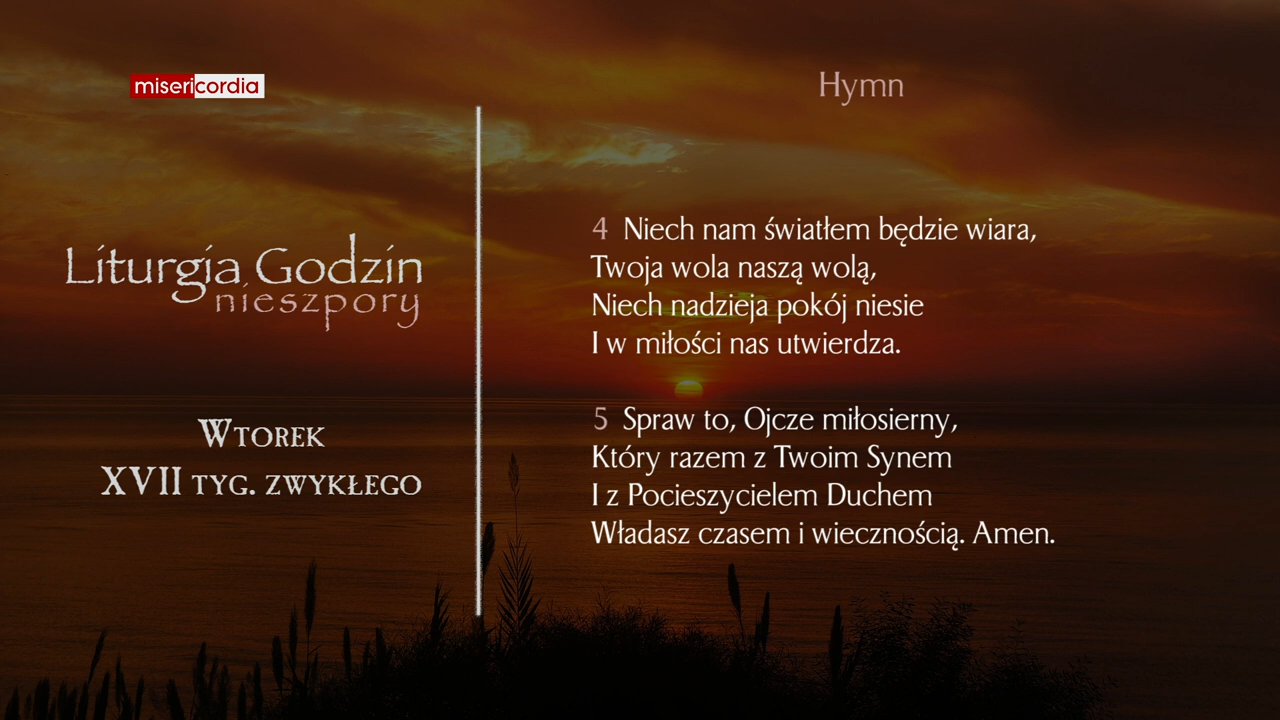 misericordia
Liturgia Godzin
nieszpory
Wtorek
XVII tyg. zwykłego
Hymn
4 Niech nam światłem będzie wiara,
Twoja wola naszą wolą,
Niech nadzieja pokój niesie
I w miłości nas utwierdza.
5 Spraw to, Ojcze miłosierny,
Który razem z Twoim Synem
I z Pocieszycielem Duchem
Władasz czasem i wiecznością. Amen.